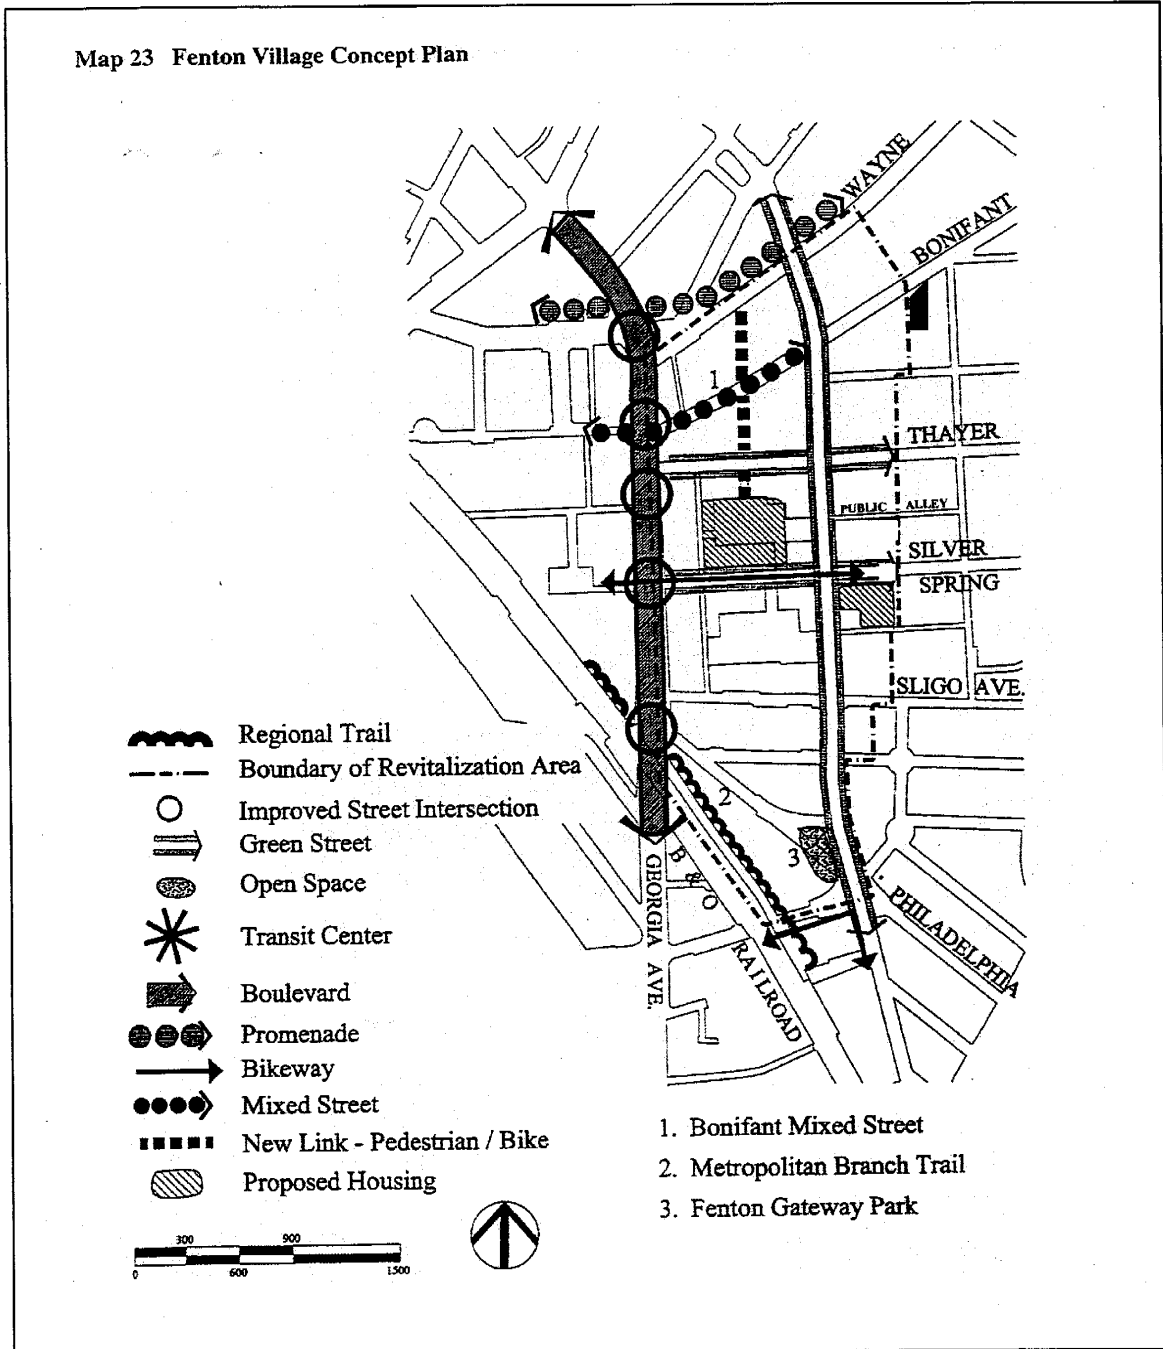 Map 23 Fenton Village Concept Plan
WAYNE
BONIFANT
1
THAYER
PUBLIC ALLEY
SILVER
SPRING
SLIGO AVE.
2
3
B & O
RAILROAD
GEORGIA AVE.
PHILADELPHIA
Regional Trail
Boundary of Revitalization Area
Improved Street Intersection
Green Street
Open Space
Transit Center
Boulevard
Promenade
Bikeway
Mixed Street
New Link - Pedestrian / Bike
Proposed Housing
300 900
0 600 1500
1. Bonifant Mixed Street
2. Metropolitan Branch Trail
3. Fenton Gateway Park